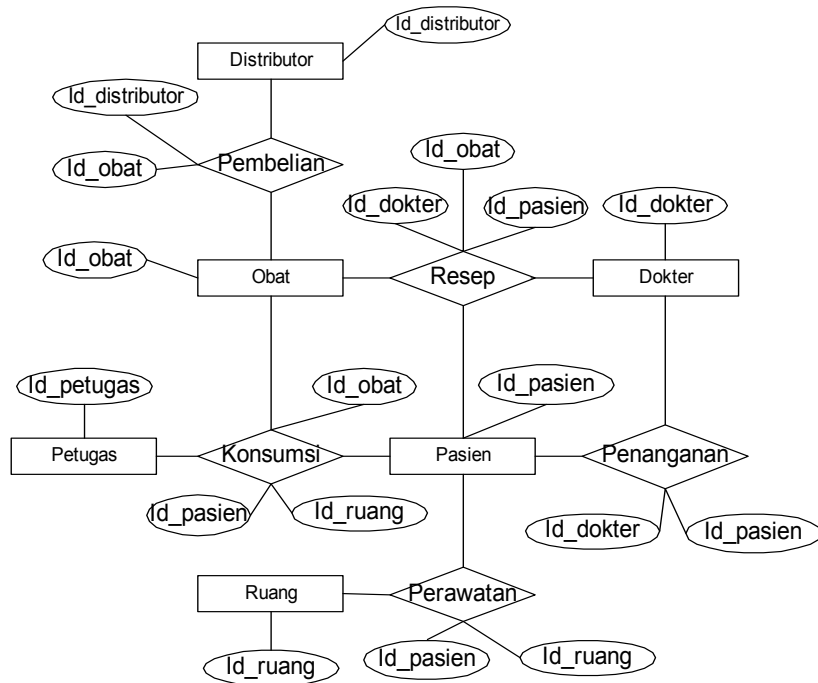 Id_distributor
Distributor
Id_distributor
Id_obat
Pembelian
Id_obat
Id_dokter
Id_pasien
Id_dokter
Id_obat
Obat
Resep
Dokter
Id_petugas
Id_obat
Id_pasien
Petugas
Konsumsi
Pasien
Penanganan
Id_pasien
Id_ruang
Id_dokter
Id_pasien
Ruang
Perawatan
Id_ruang
Id_pasien
Id_ruang